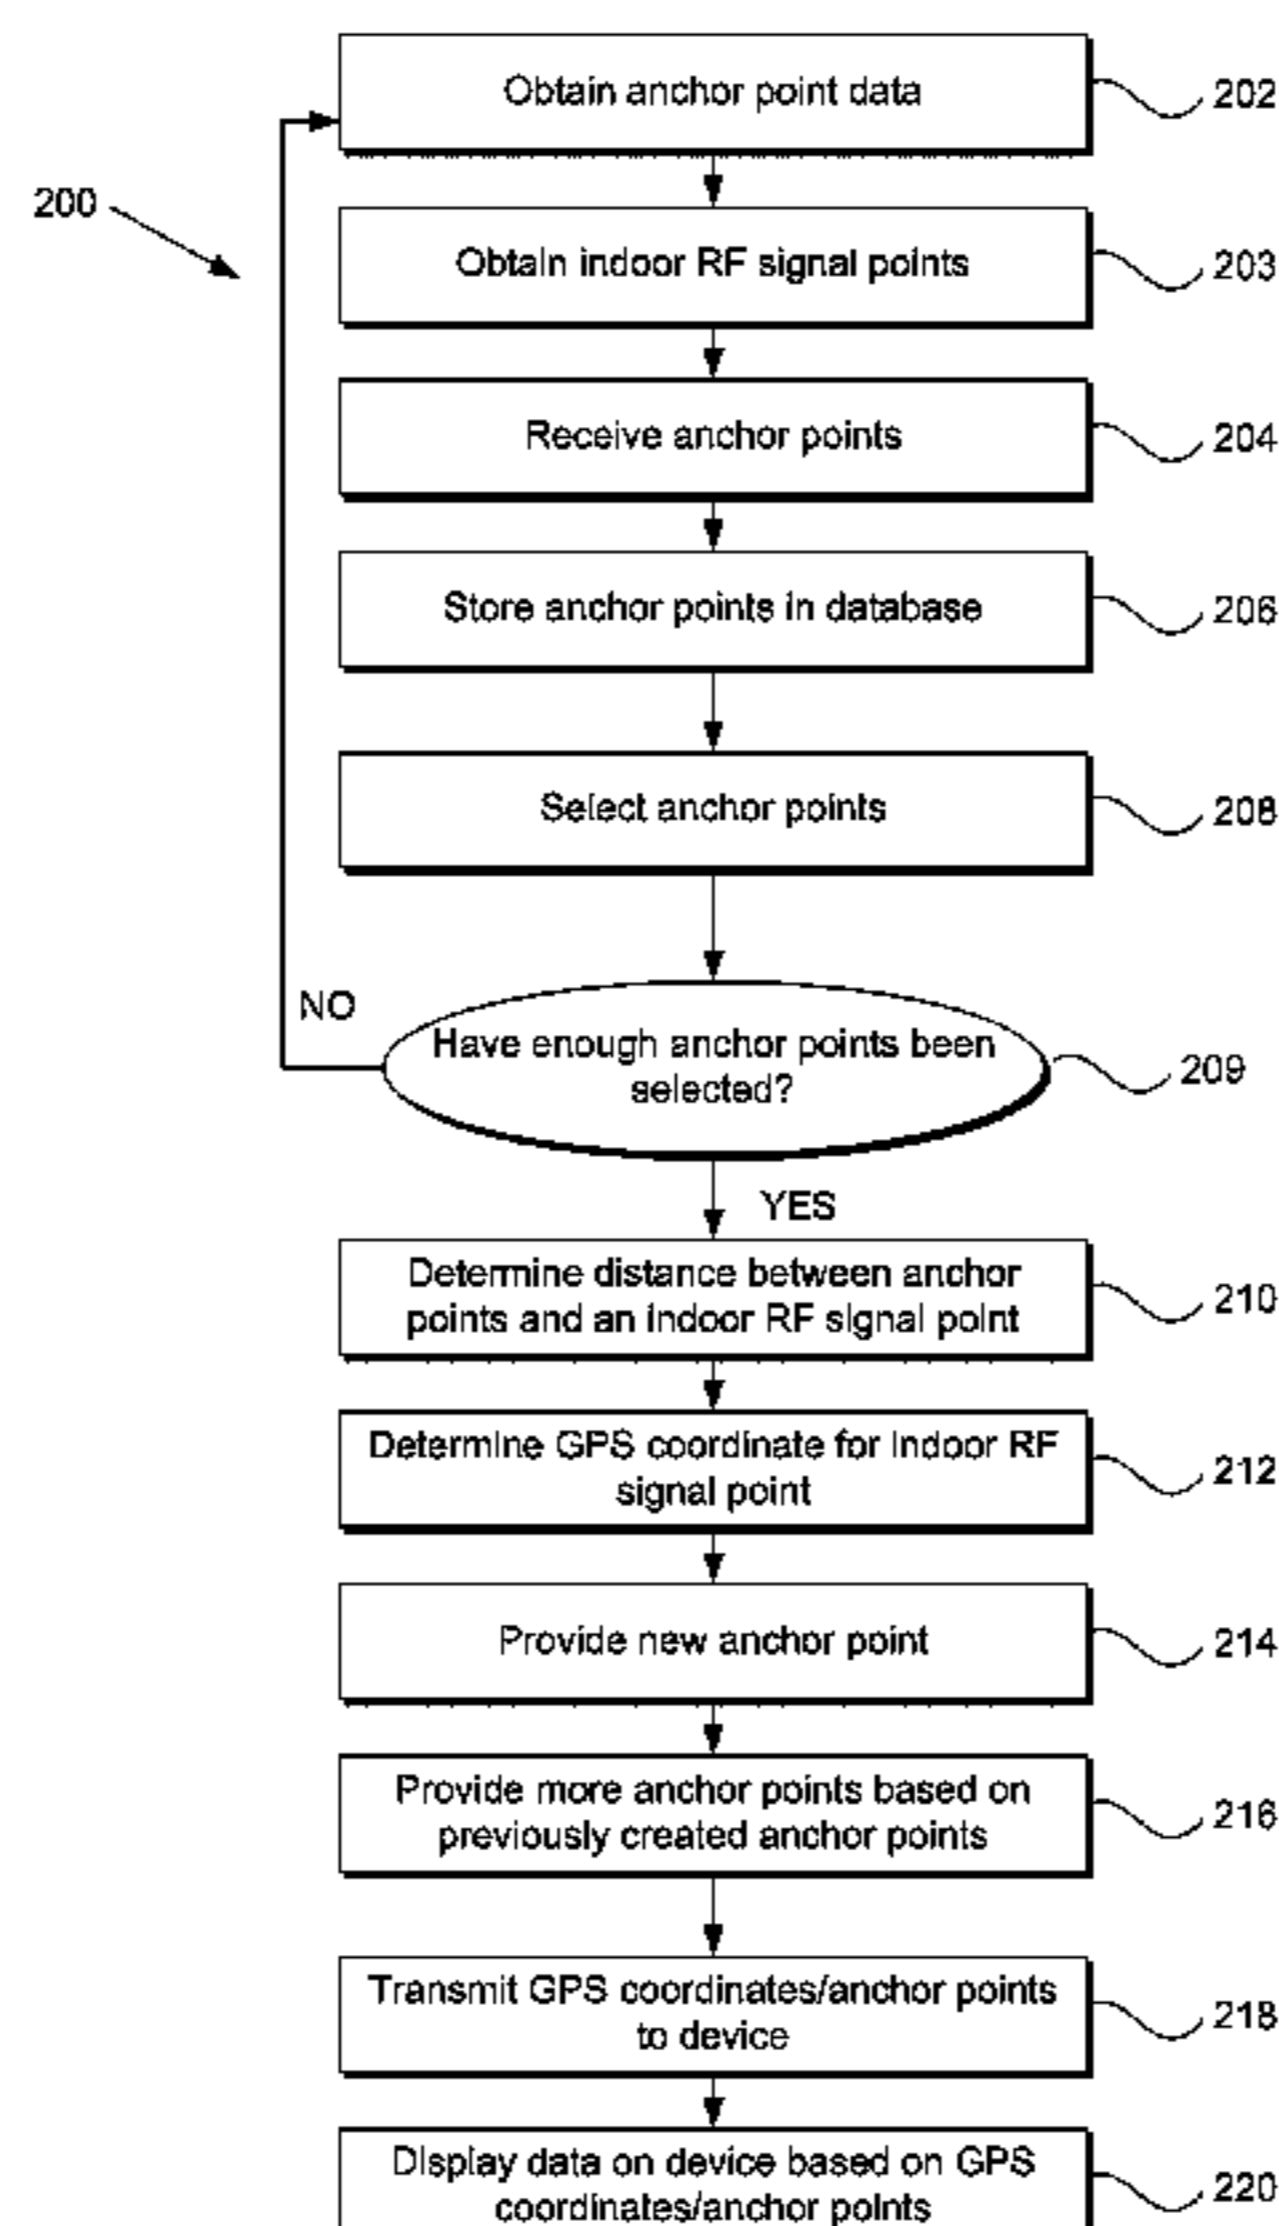 Obtain anchor point data
202
200
Obtain indoor RF signal points
203
Receive anchor points
204
Store anchor points in database
206
Select anchor points
208
NO
Have enough anchor points been
selected?
209
YES
Determine distance between anchor
points and an indoor RF signal point
210
Determine GPS coordinate for indoor RF
signal point
212
Provide new anchor point
214
Provide more anchor points based on
previously created anchor points
216
Transmit GPS coordinates/anchor points
to device
218
Display data on device based on GPS
coordinates/anchor points
220